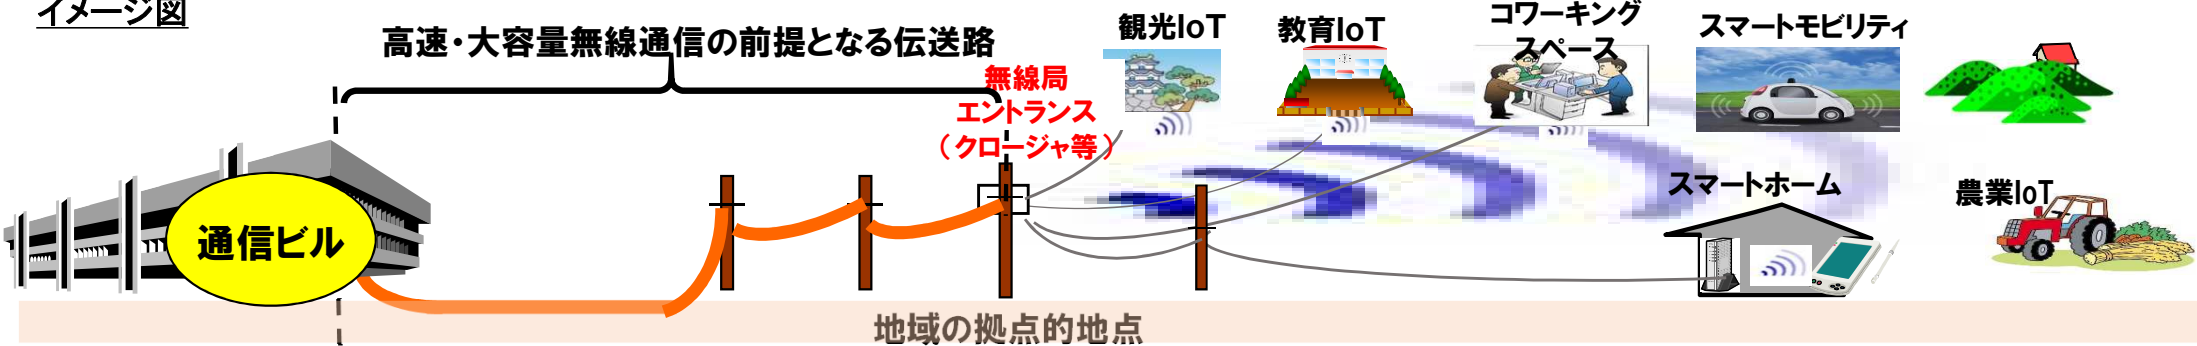 イメージ図
高速・大容量無線通信の前提となる伝送路
無線局
エントランス
（クロージャ等）
観光IoT
教育IoT
コワーキング
スペース
スマートモビリティ
通信ビル
スマートホーム
農業IoT
地域の拠点的地点